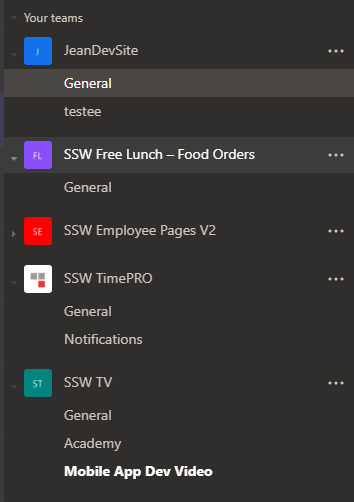 Your teams
J JeanDevSite ...
General
testee
FL SSW Free Lunch – Food Orders ...
General
SE SSW Employee Pages V2 ...
SSW TimePRO ...
General
Notifications
ST SSW TV ...
General
Academy
Mobile App Dev Video